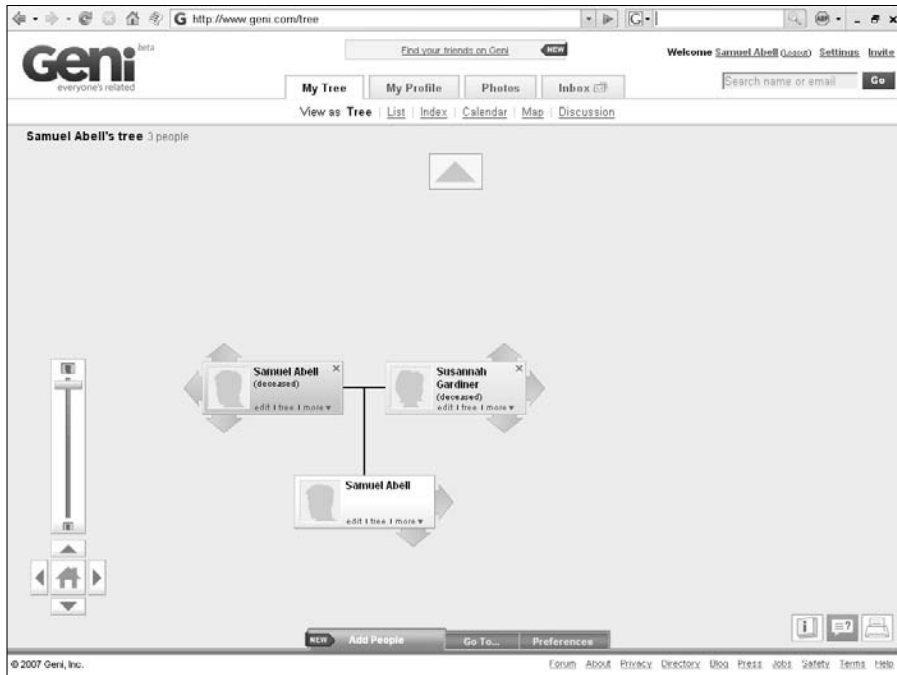 G http://www.geni.com/tree
G
ABP
Geni beta
everyone's related
Find your friends on Geni NEW
Welcome Samuel Abell (Logout) Settings Invite
Search name or email Go
My Tree My Profile Photos Inbox
View as Tree | List | Index | Calendar | Map | Discussion
Samuel Abell's tree 3 people
Samuel Abell
(deceased)
edit | tree | more
Susannah
Gardiner
(deceased)
edit | tree | more
Samuel Abell
edit | tree | more
NEW Add People Go To... Preferences
© 2007 Geni, Inc.
Forum About Privacy Directory Blog Press Jobs Safety Terms Help